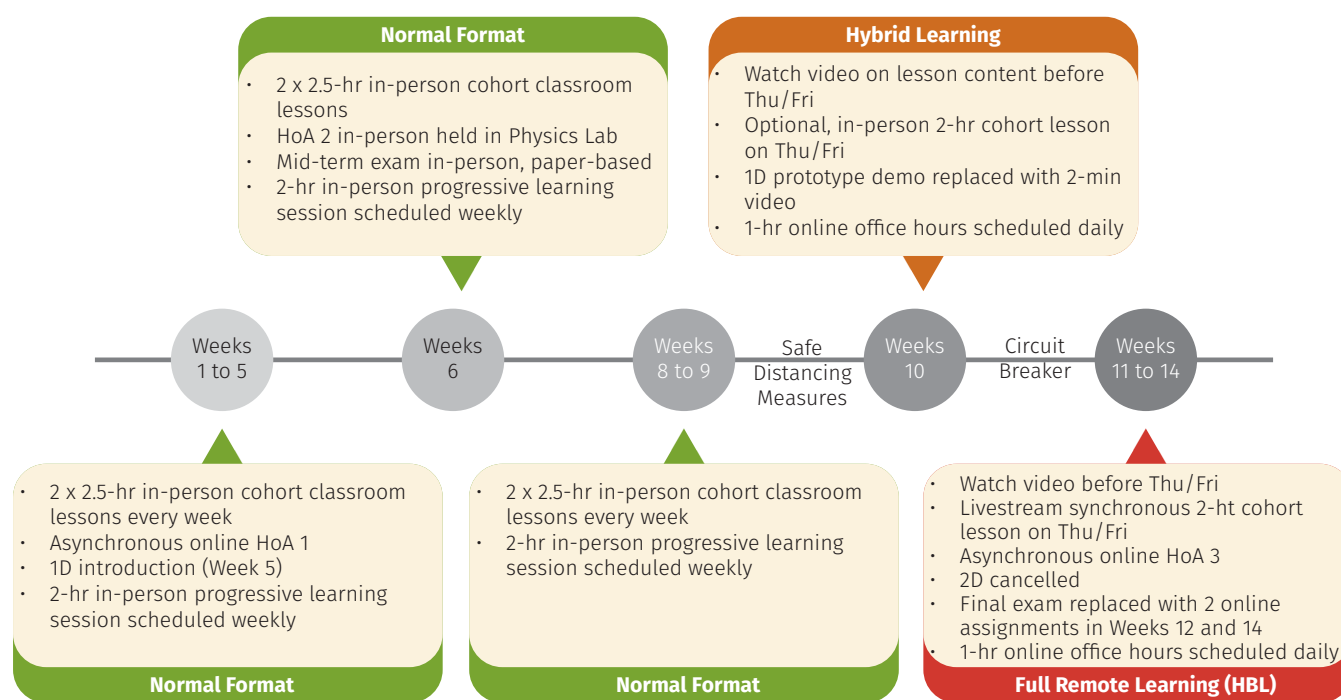 Normal Format
• 2 x 2.5-hr in-person cohort classroom
lessons
• HoA 2 in-person held in Physics Lab
• Mid-term exam in-person, paper-based
• 2-hr in-person progressive learning
session scheduled weekly
Hybrid Learning
• Watch video on lesson content before
Thu/Fri
• Optional, in-person 2-hr cohort lesson
on Thu/Fri
• 1D prototype demo replaced with 2-min
video
• 1-hr online office hours scheduled daily
Weeks
1 to 5
Weeks
6
Weeks
8 to 9
Safe
Distancing
Measures
Weeks
10
Circuit
Breaker
Weeks
11 to 14
• 2 x 2.5-hr in-person cohort classroom
lessons every week
• Asynchronous online HoA 1
• 1D introduction (Week 5)
• 2-hr in-person progressive learning
session scheduled weekly
Normal Format
• 2 x 2.5-hr in-person cohort classroom
lessons every week
• 2-hr in-person progressive learning
session scheduled weekly
Normal Format
• Watch video before Thu/Fri
• Livestream synchronous 2-ht cohort
lesson on Thu/Fri
• Asynchronous online HoA 3
• 2D cancelled
• Final exam replaced with 2 online
assignments in Weeks 12 and 14
• 1-hr online office hours scheduled daily
Full Remote Learning (HBL)